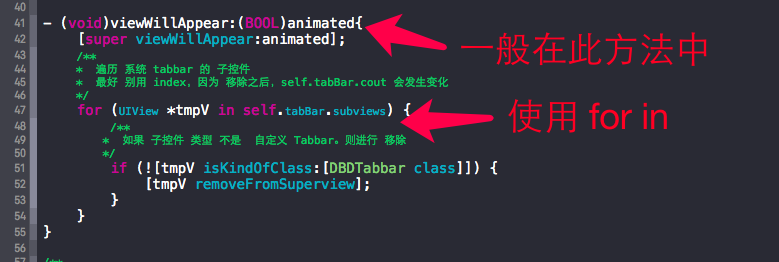 40
41 - (void)viewWillAppear:(BOOL)animated{
42 [super viewWillAppear:animated];
43 /**
44 * 遍历 系统 tabbar 的 子控件
45 * 最好 别用 index，因为 移除之后，self.tabBar.cout 会发生变化
46 */
47 for (UIView *tmpV in self.tabBar.subviews) {
48 /**
49 * 如果 子控件 类型 不是 自定义 Tabbar。则进行 移除
50 */
51 if (![tmpV isKindOfClass:[DBDTabbar class]]) {
52 [tmpV removeFromSuperview];
53 }
54 }
55 }
56
一般在此方法中
使用 for in